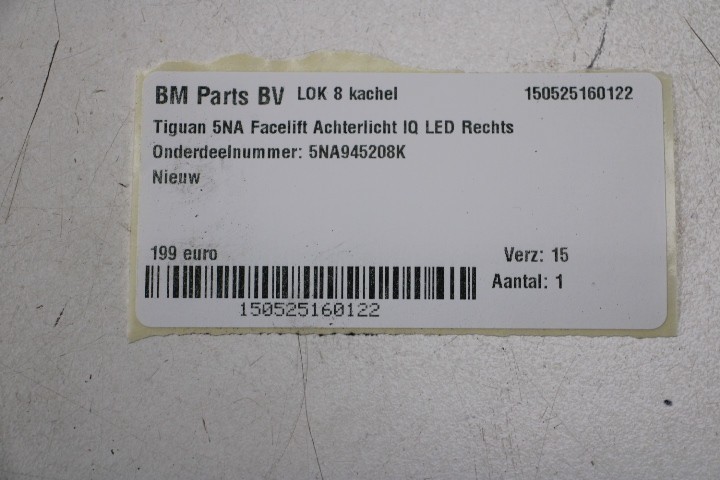 BM Parts BV LOK 8 kachel 150525160122
Tiguan 5NA Facelift Achterlicht IQ LED Rechts
Onderdeelnummer: 5NA945208K
Nieuw
199 euro Verz: 15
Aantal: 1
150525160122